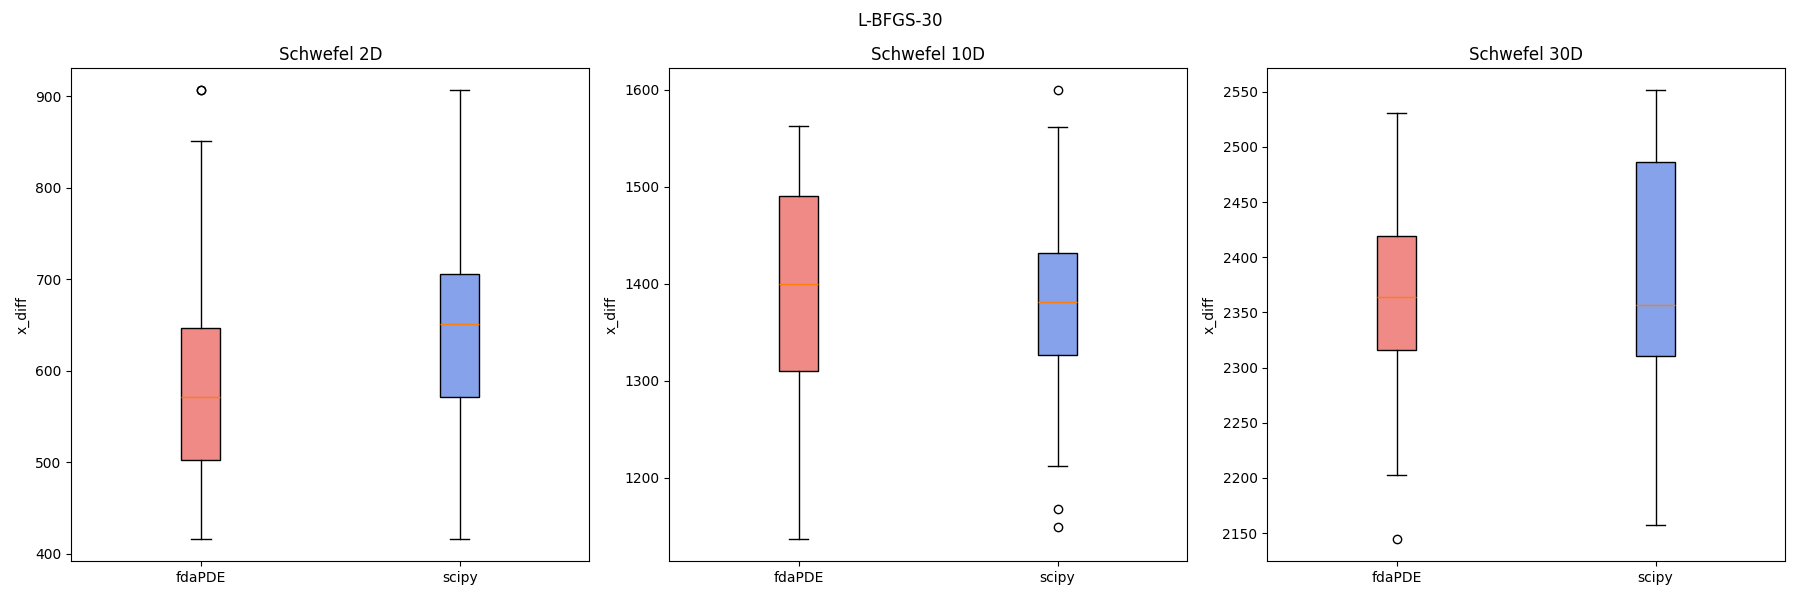 L-BFGS-30
Schwefel 2D
900
800
700
600
500
400
x_diff
fdaPDE
scipy
Schwefel 10D
1600
1500
1400
1300
1200
x_diff
fdaPDE
scipy
Schwefel 30D
2550
2500
2450
2400
2350
2300
2250
2200
2150
x_diff
fdaPDE
scipy